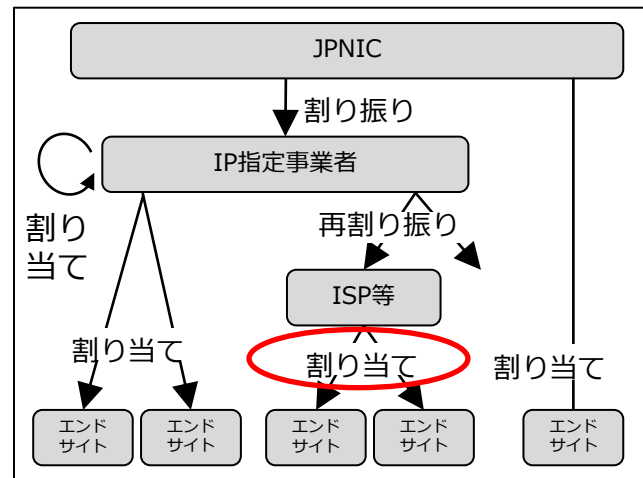 JPNIC
割り振り
IP指定事業者
割り
当て
再割り振り
ISP等
割り当て
割り当て
割り当て
エンド
サイト
エンド
サイト
エンド
サイト
エンド
サイト
エンド
サイト